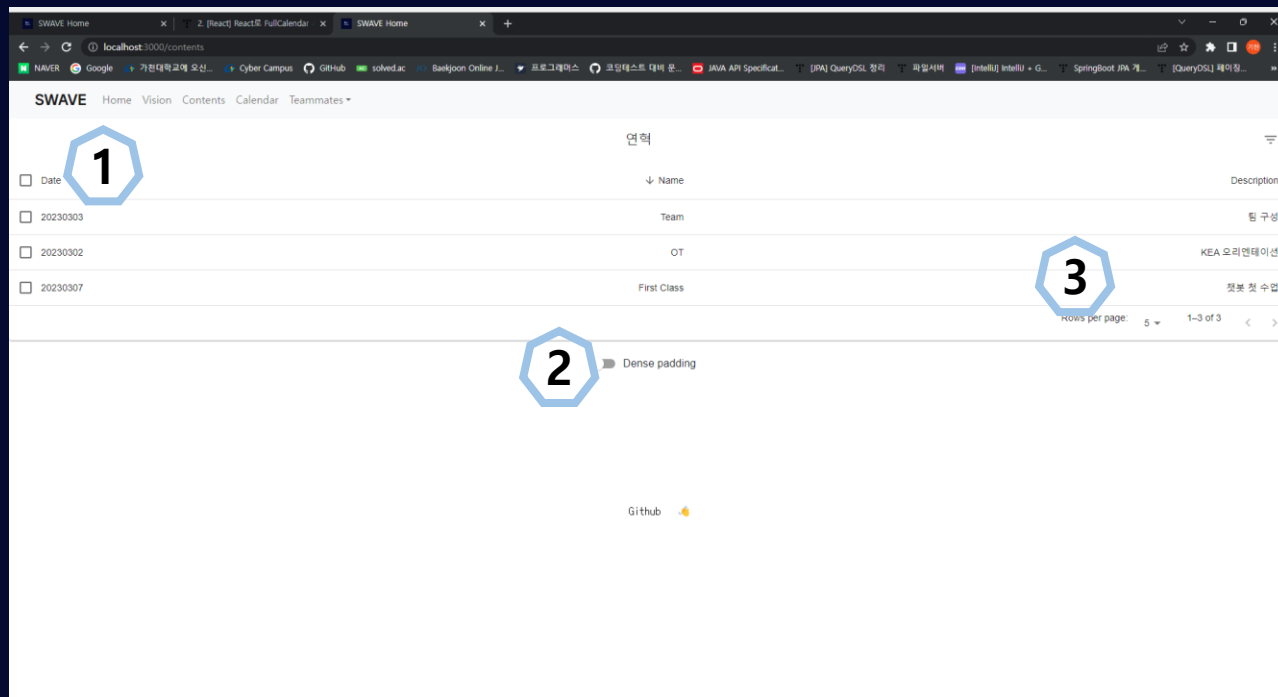 SWAVE Home 2. [React] React로 FullCalendar SWAVE Home
localhost:3000/contents
NAVER Google 가천대학교에 오신... Cyber Campus GitHub solved.ac Baekjoon Online J... 프로그래머스 코딩테스트 대비 문... JAVA API Specificat... [JPA] QueryDSL 정리 파일서버 [IntelliJ] IntelliJ + G... SpringBoot JPA 개... [QueryDSL] 페이징...
SWAVE Home Vision Contents Calendar Teammates
연혁
1
Date Name Description
20230303 Team 팀 구성
20230302 OT KEA 오리엔테이션
3
20230307 First Class 챗봇 첫 수업
Rows per page: 5 1–3 of 3
2
Dense padding
Github